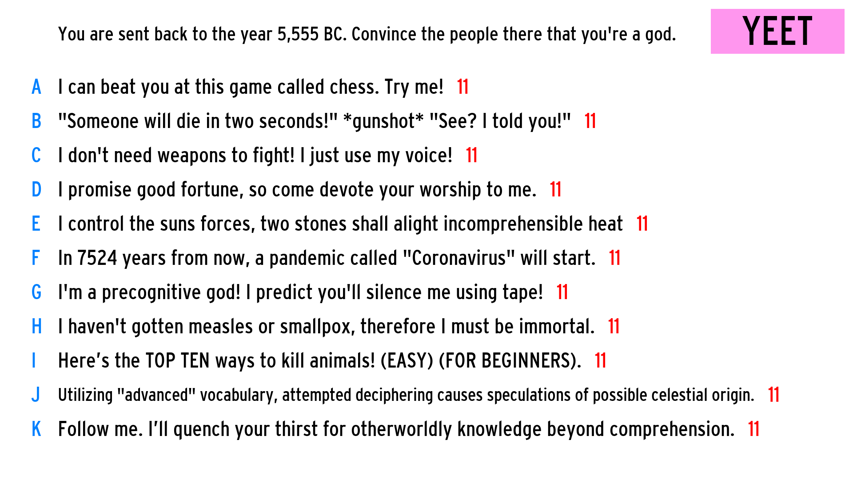 You are sent back to the year 5,555 BC. Convince the people there that you're a god.
YEET
A I can beat you at this game called chess. Try me! 11
B "Someone will die in two seconds!" *gunshot* "See? I told you!" 11
C I don't need weapons to fight! I just use my voice! 11
D I promise good fortune, so come devote your worship to me. 11
E I control the suns forces, two stones shall alight incomprehensible heat 11
F In 7524 years from now, a pandemic called "Coronavirus" will start. 11
G I'm a precognitive god! I predict you'll silence me using tape! 11
H I haven't gotten measles or smallpox, therefore I must be immortal. 11
I Here’s the TOP TEN ways to kill animals! (EASY) (FOR BEGINNERS). 11
J Utilizing "advanced" vocabulary, attempted deciphering causes speculations of possible celestial origin. 11
K Follow me. I’ll quench your thirst for otherworldly knowledge beyond comprehension. 11